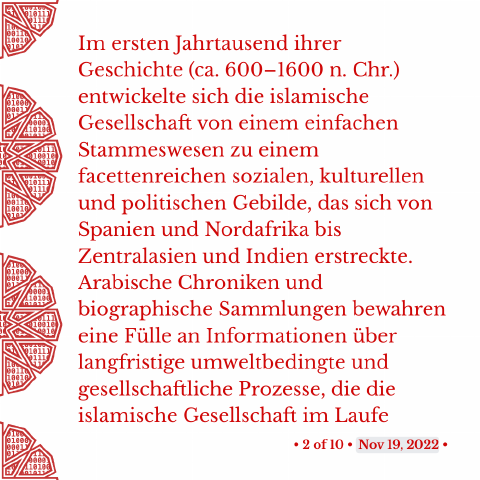 Im ersten Jahrtausend ihrer
Geschichte (ca. 600–1600 n. Chr.)
entwickelte sich die islamische
Gesellschaft von einem einfachen
Stammeswesen zu einem
facettenreichen sozialen, kulturellen
und politischen Gebilde, das sich von
Spanien und Nordafrika bis
Zentralasien und Indien erstreckte.
Arabische Chroniken und
biographische Sammlungen bewahren
eine Fülle an Informationen über
langfristige umweltbedingte und
gesellschaftliche Prozesse, die die
islamische Gesellschaft im Laufe
• 2 of 10 • Nov 19, 2022 •